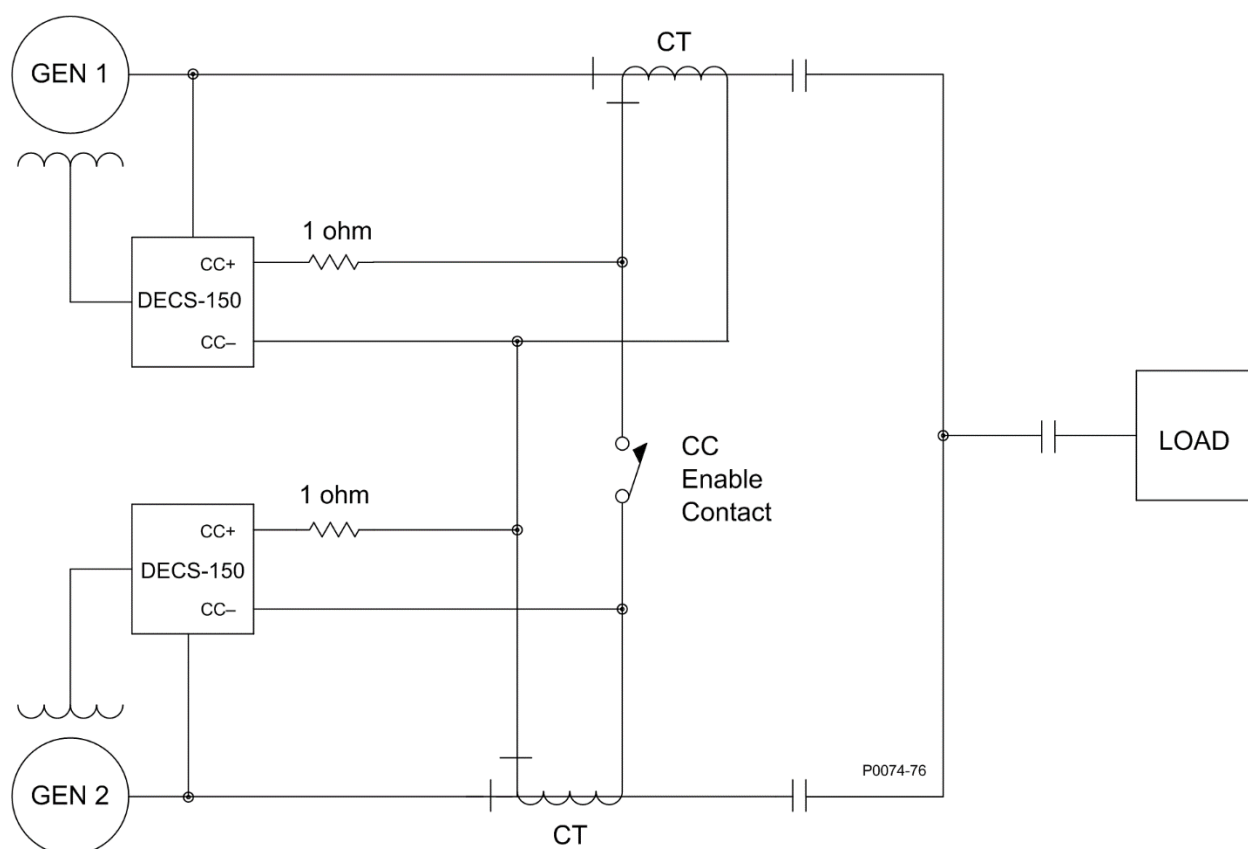 GEN 1
CT
1 ohm
CC+
DECS-150
CC–
CC
Enable
Contact
LOAD
1 ohm
CC+
DECS-150
CC–
P0074-76
GEN 2
CT